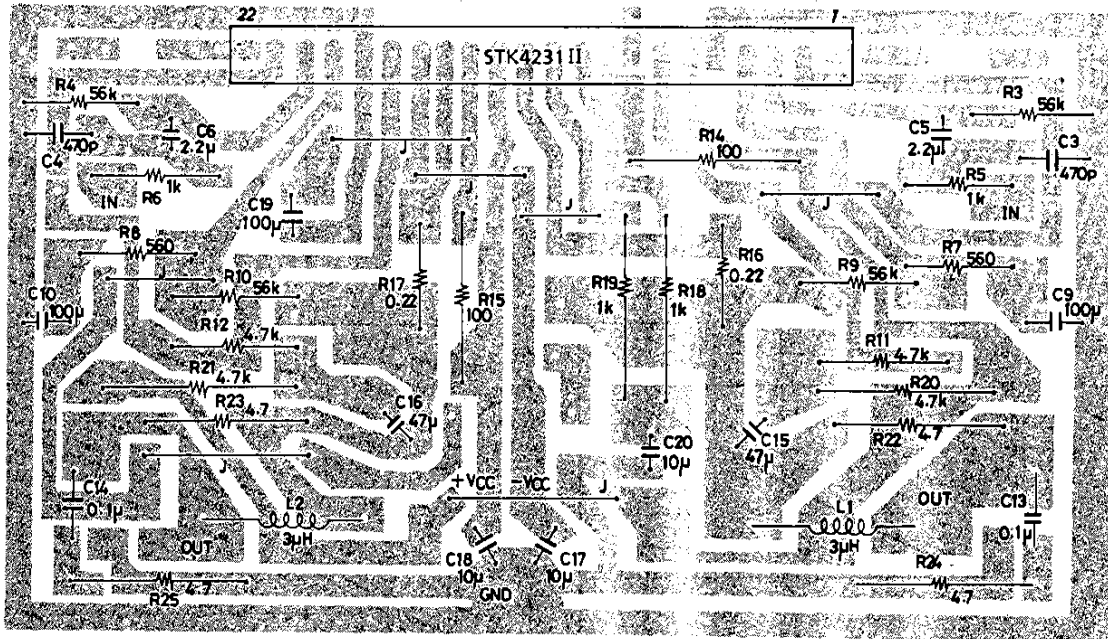 22
1
STK4231 II
R4
56k
470p
C4
2.2μ
C6
R6
1k
IN
C19
100μ
R8
560
J
R10
56k
C10
100μ
R12
4.7k
R21
4.7k
R23
4.7
J
C16
47μ
C14
0.1μ
L2
3μH
OUT
R25
4.7
J
J
J
R17
0.22
R15
100
+VCC
-VCC
J
C18
10μ
C17
10μ
GND
R14
100
R19
1k
R18
1k
R16
0.22
C20
10μ
C15
47μ
J
R3
56k
C5
2.2μ
C3
470p
R5
1k
IN
R7
560
R9
56k
C9
100μ
R11
4.7k
R20
4.7k
R22
4.7
L1
3μH
OUT
C13
0.1μ
R24
4.7